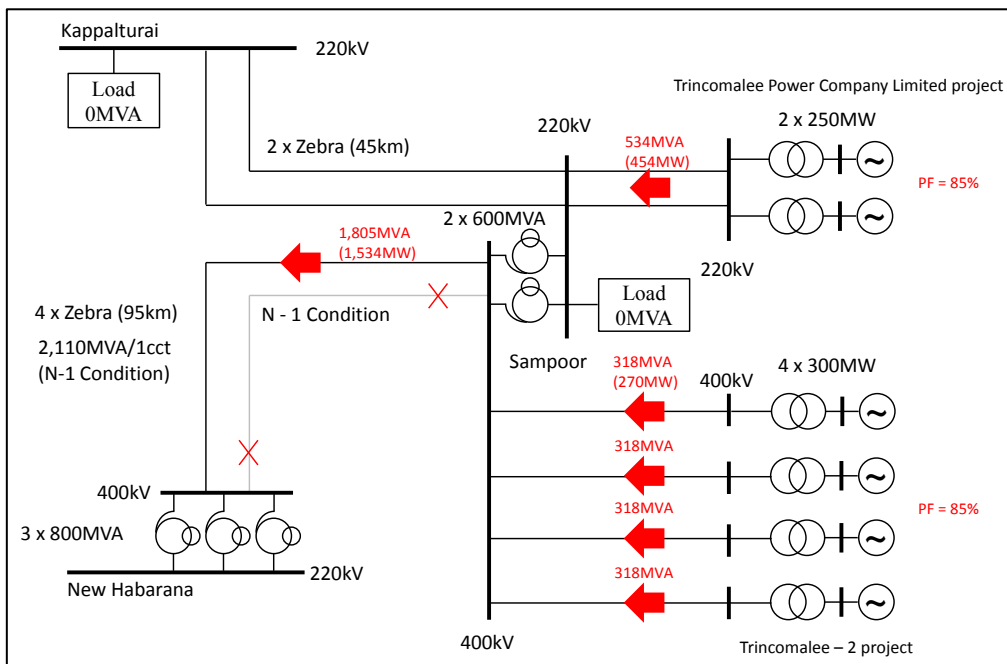 Kappalturai
220kV
Load
0MVA
Trincomalee Power Company Limited project
220kV
2 x 250MW
534MVA
(454MW)
2 x Zebra (45km)
~
PF = 85%
~
2 x 600MVA
1,805MVA
(1,534MW)
220kV
Load
0MVA
4 x Zebra (95km)
N - 1 Condition
2,110MVA/1cct
(N-1 Condition)
Sampoor
318MVA
(270MW)
400kV
4 x 300MW
~
318MVA
~
400kV
3 x 800MVA
318MVA
PF = 85%
~
220kV
New Habarana
318MVA
~
400kV
Trincomalee – 2 project